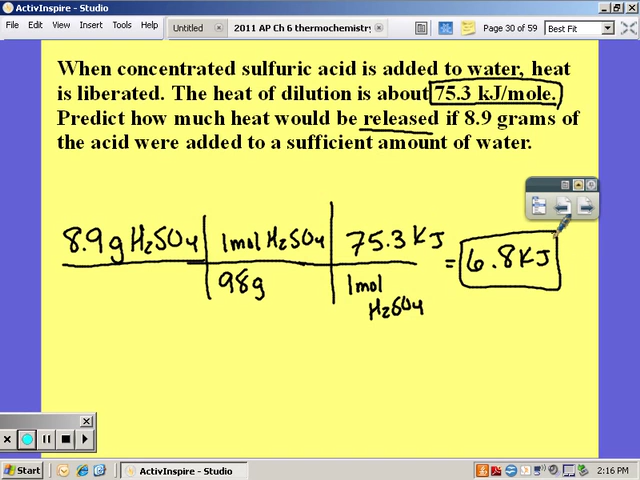 ActivInspire - Studio
File Edit View Insert Tools Help
Untitled
2011 AP Ch 6 thermochemistry
Page 30 of 59
Best Fit
When concentrated sulfuric acid is added to water, heat
is liberated. The heat of dilution is about 75.3 kJ/mole.
Predict how much heat would be released if 8.9 grams of
the acid were added to a sufficient amount of water.
8.9g H₂SO₄ 1mol H₂SO₄ 75.3 KJ
= 6.8KJ
98g 1mol
H₂SO₄
Start
ActivInspire - Studio
2:16 PM